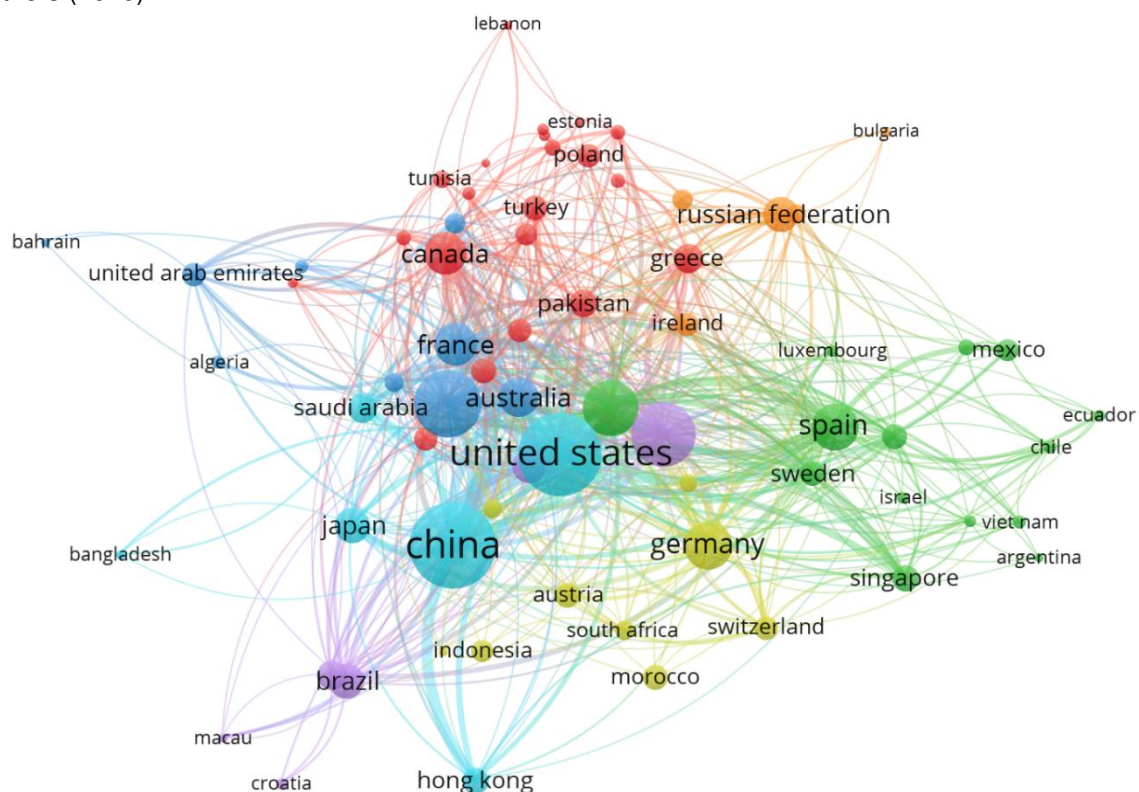 lebanon
estonia
bulgaria
poland
tunisia
turkey
russian federation
bahrain
canada
greece
united arab emirates
pakistan
ireland
france
luxembourg
mexico
algeria
australia
saudi arabia
ecuador
spain
chile
united states
sweden
israel
japan
viet nam
china
germany
bangladesh
argentina
singapore
austria
south africa
switzerland
indonesia
morocco
brazil
macau
hong kong
croatia